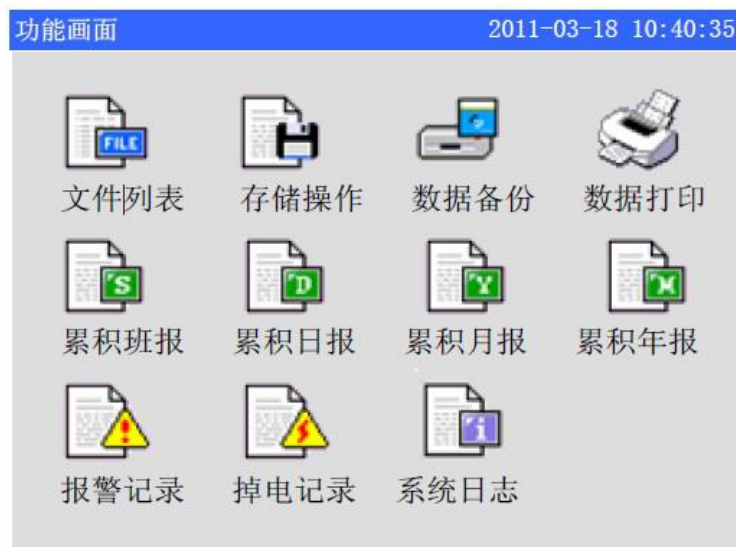 功能画面 2011-03-18 10:40:35
FILE
文件列表 存储操作 数据备份 数据打印
S D Y M
累积班报 累积日报 累积月报 累积年报
i
报警记录 掉电记录 系统日志